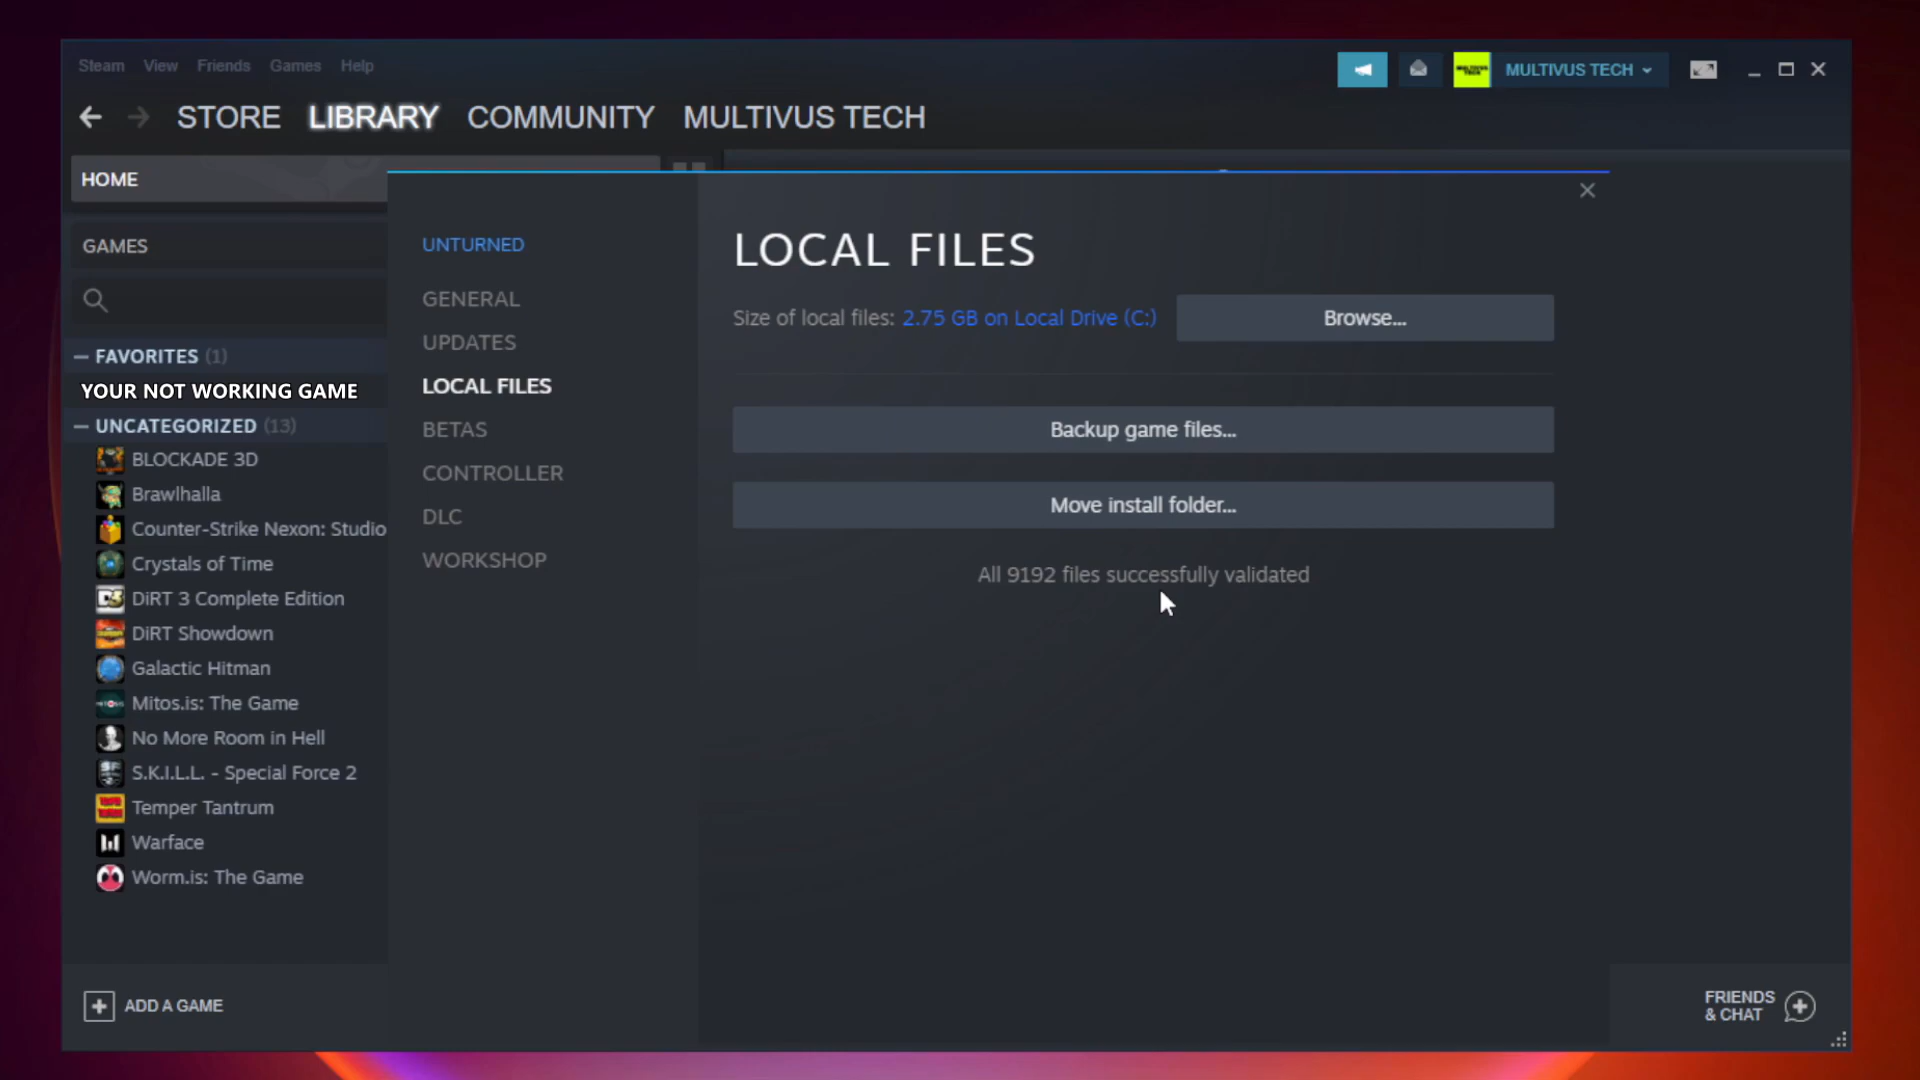 Steam View Friends Games Help
MULTIVUS TECH
STORE LIBRARY COMMUNITY MULTIVUS TECH
HOME
GAMES
FAVORITES (1)
YOUR NOT WORKING GAME
UNCATEGORIZED (13)
BLOCKADE 3D
Brawlhalla
Counter-Strike Nexon: Studio
Crystals of Time
DiRT 3 Complete Edition
DiRT Showdown
Galactic Hitman
Mitos.is: The Game
No More Room in Hell
S.K.I.L.L. - Special Force 2
Temper Tantrum
Warface
Worm.is: The Game
ADD A GAME
UNTURNED
GENERAL
UPDATES
LOCAL FILES
BETAS
CONTROLLER
DLC
WORKSHOP
LOCAL FILES
Size of local files: 2.75 GB on Local Drive (C:)
Browse...
Backup game files...
Move install folder...
All 9192 files successfully validated
FRIENDS
& CHAT